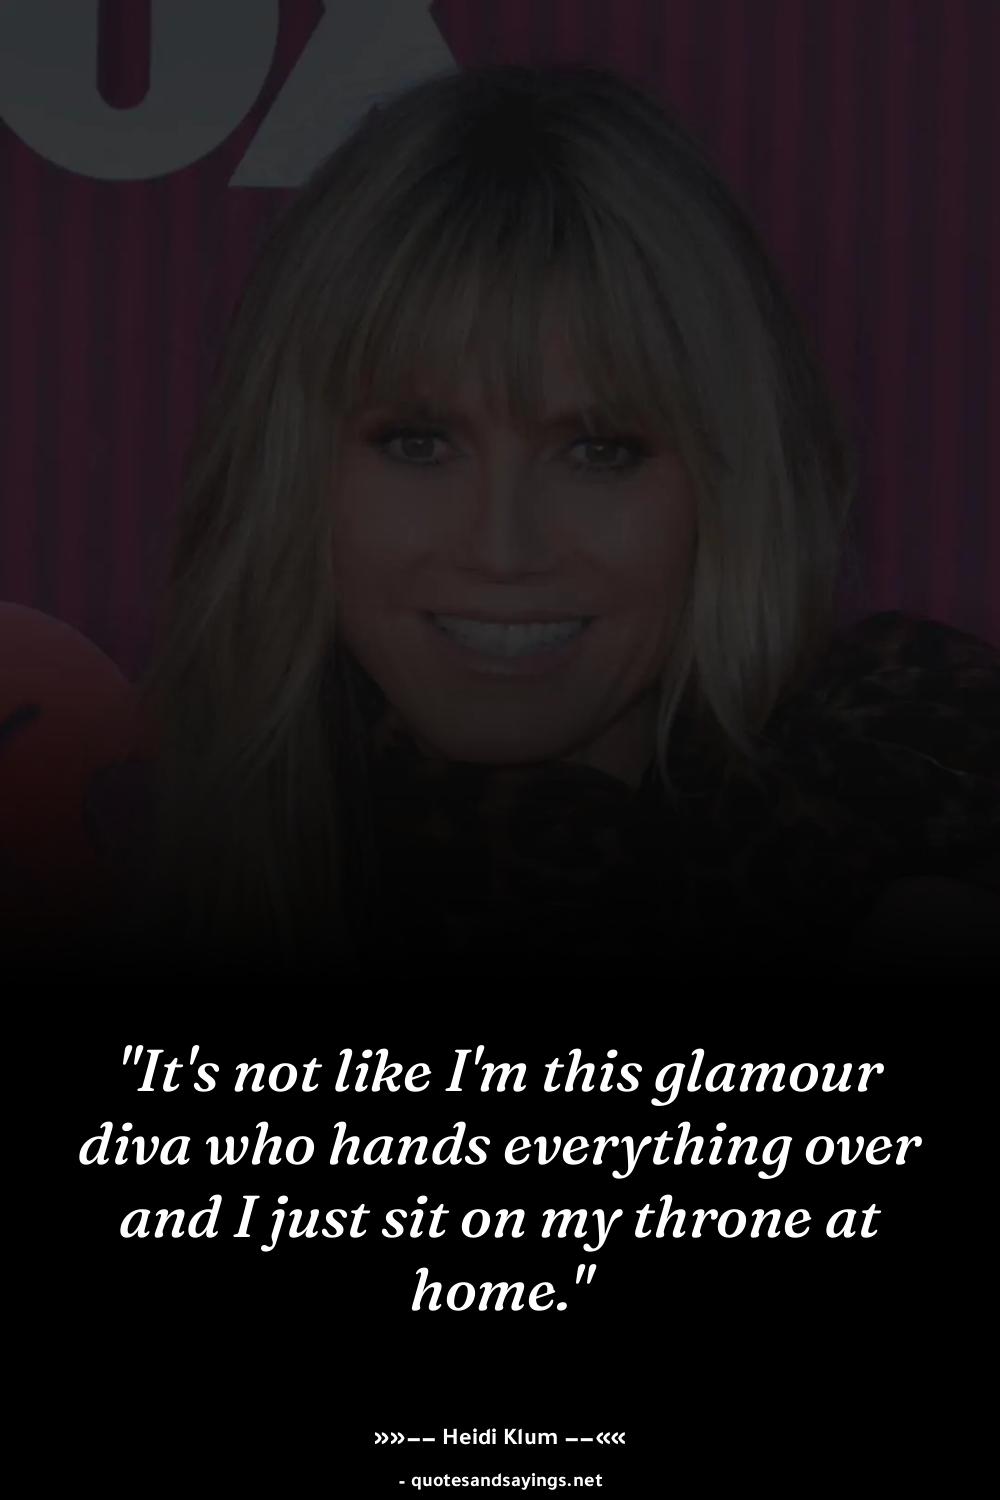 "It's not like I'm this glamour
diva who hands everything over
and I just sit on my throne at
home."
»»–– Heidi Klum ––««
- quotesandsayings.net